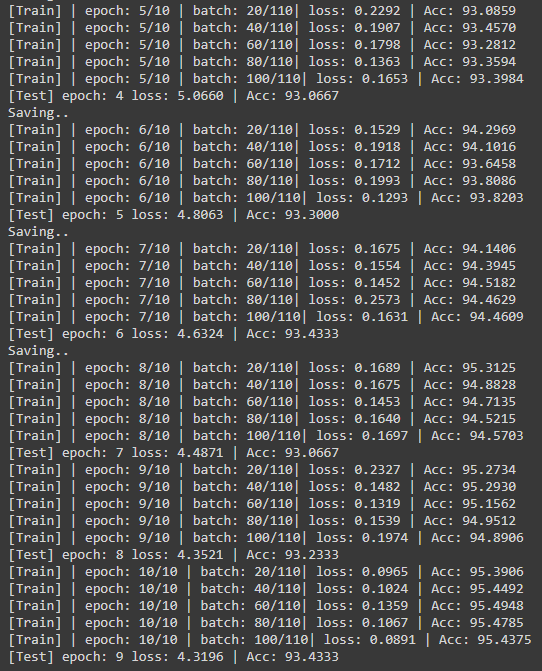 [Train] | epoch: 5/10 | batch: 20/110| loss: 0.2292 | Acc: 93.0859
[Train] | epoch: 5/10 | batch: 40/110| loss: 0.1907 | Acc: 93.4570
[Train] | epoch: 5/10 | batch: 60/110| loss: 0.1798 | Acc: 93.2812
[Train] | epoch: 5/10 | batch: 80/110| loss: 0.1363 | Acc: 93.3594
[Train] | epoch: 5/10 | batch: 100/110| loss: 0.1653 | Acc: 93.3984
[Test] epoch: 4 loss: 5.0660 | Acc: 93.0667
Saving..
[Train] | epoch: 6/10 | batch: 20/110| loss: 0.1529 | Acc: 94.2969
[Train] | epoch: 6/10 | batch: 40/110| loss: 0.1918 | Acc: 94.1016
[Train] | epoch: 6/10 | batch: 60/110| loss: 0.1712 | Acc: 93.6458
[Train] | epoch: 6/10 | batch: 80/110| loss: 0.1993 | Acc: 93.8086
[Train] | epoch: 6/10 | batch: 100/110| loss: 0.1293 | Acc: 93.8203
[Test] epoch: 5 loss: 4.8063 | Acc: 93.3000
Saving..
[Train] | epoch: 7/10 | batch: 20/110| loss: 0.1675 | Acc: 94.1406
[Train] | epoch: 7/10 | batch: 40/110| loss: 0.1554 | Acc: 94.3945
[Train] | epoch: 7/10 | batch: 60/110| loss: 0.1452 | Acc: 94.5182
[Train] | epoch: 7/10 | batch: 80/110| loss: 0.2573 | Acc: 94.4629
[Train] | epoch: 7/10 | batch: 100/110| loss: 0.1631 | Acc: 94.4609
[Test] epoch: 6 loss: 4.6324 | Acc: 93.4333
Saving..
[Train] | epoch: 8/10 | batch: 20/110| loss: 0.1689 | Acc: 95.3125
[Train] | epoch: 8/10 | batch: 40/110| loss: 0.1675 | Acc: 94.8828
[Train] | epoch: 8/10 | batch: 60/110| loss: 0.1453 | Acc: 94.7135
[Train] | epoch: 8/10 | batch: 80/110| loss: 0.1640 | Acc: 94.5215
[Train] | epoch: 8/10 | batch: 100/110| loss: 0.1697 | Acc: 94.5703
[Test] epoch: 7 loss: 4.4871 | Acc: 93.0667
[Train] | epoch: 9/10 | batch: 20/110| loss: 0.2327 | Acc: 95.2734
[Train] | epoch: 9/10 | batch: 40/110| loss: 0.1482 | Acc: 95.2930
[Train] | epoch: 9/10 | batch: 60/110| loss: 0.1319 | Acc: 95.1562
[Train] | epoch: 9/10 | batch: 80/110| loss: 0.1539 | Acc: 94.9512
[Train] | epoch: 9/10 | batch: 100/110| loss: 0.1974 | Acc: 94.8906
[Test] epoch: 8 loss: 4.3521 | Acc: 93.2333
[Train] | epoch: 10/10 | batch: 20/110| loss: 0.0965 | Acc: 95.3906
[Train] | epoch: 10/10 | batch: 40/110| loss: 0.1024 | Acc: 95.4492
[Train] | epoch: 10/10 | batch: 60/110| loss: 0.1359 | Acc: 95.4948
[Train] | epoch: 10/10 | batch: 80/110| loss: 0.1067 | Acc: 95.4785
[Train] | epoch: 10/10 | batch: 100/110| loss: 0.0891 | Acc: 95.4375
[Test] epoch: 9 loss: 4.3196 | Acc: 93.4333